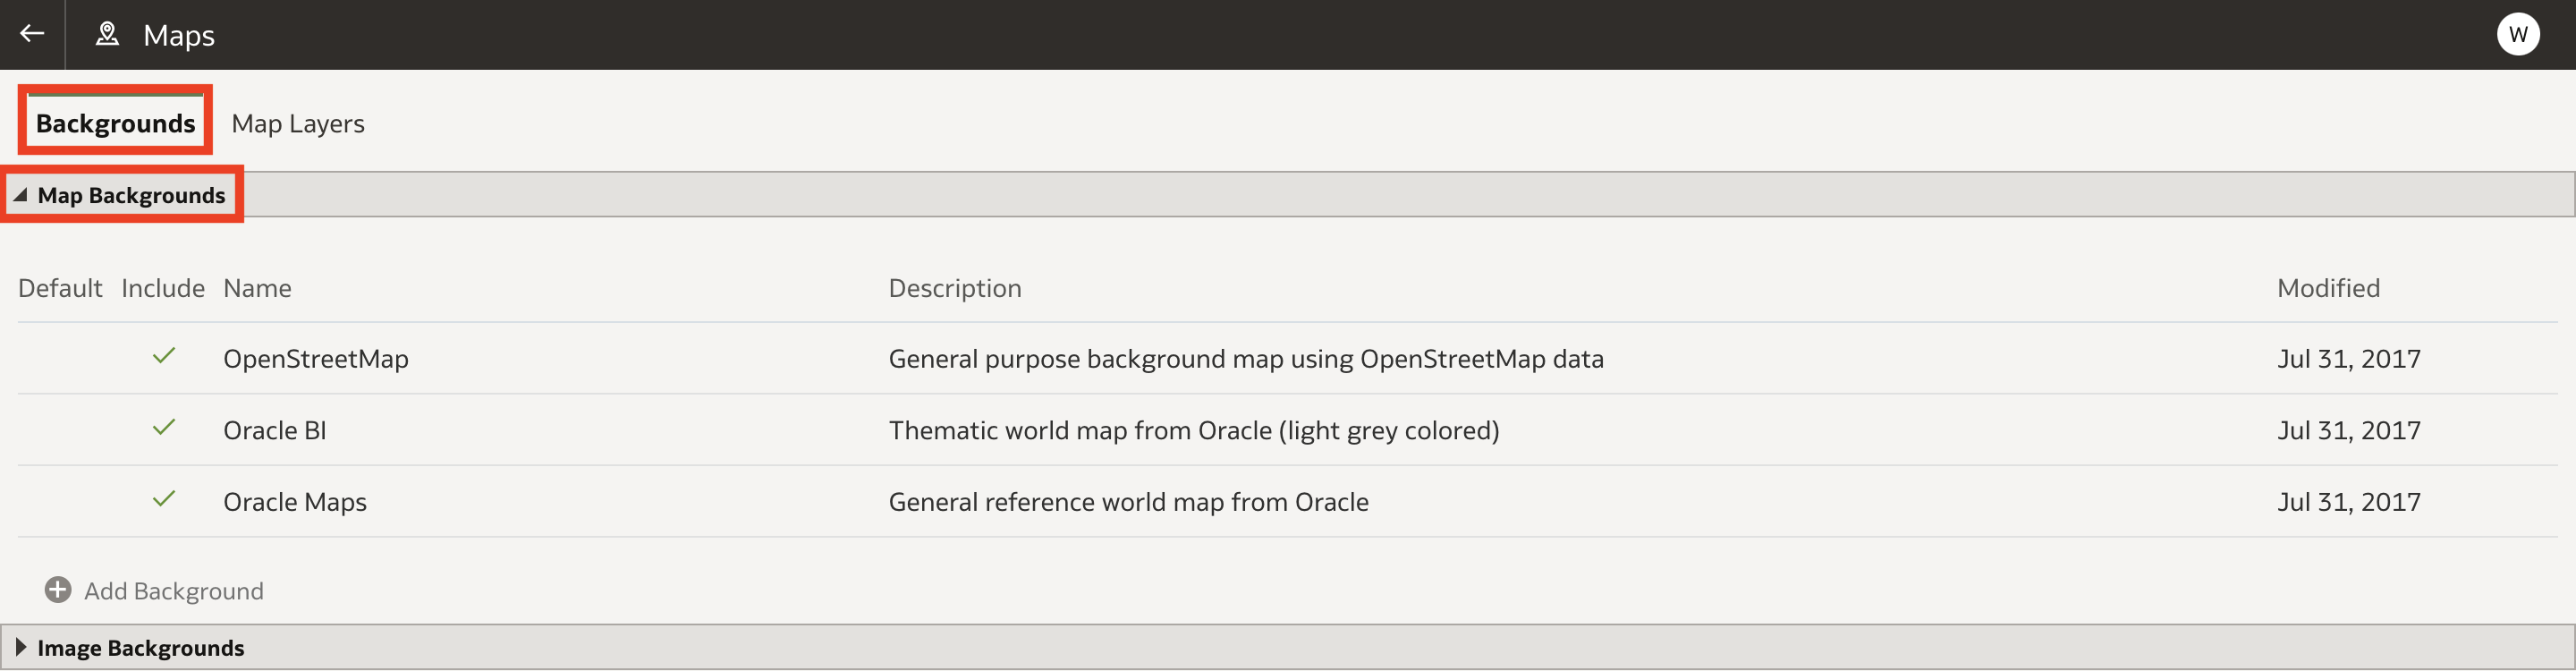 Maps
W
Backgrounds Map Layers
Map Backgrounds
Default Include Name Description Modified
OpenStreetMap General purpose background map using OpenStreetMap data Jul 31, 2017
Oracle BI Thematic world map from Oracle (light grey colored) Jul 31, 2017
Oracle Maps General reference world map from Oracle Jul 31, 2017
Add Background
Image Backgrounds